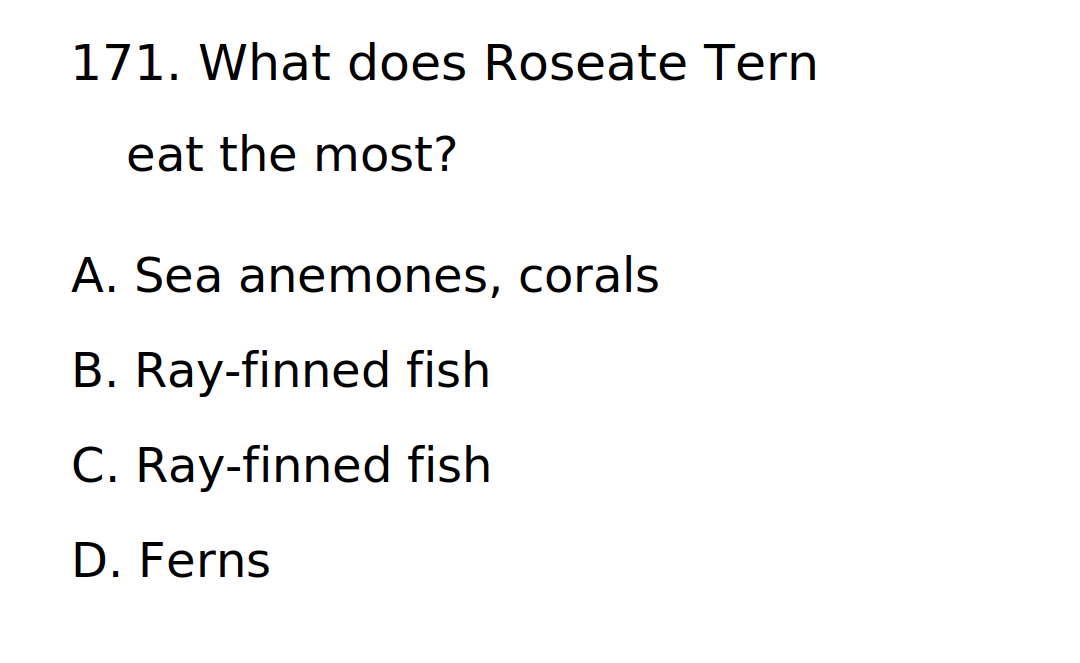 171. What does Roseate Tern
eat the most?
A. Sea anemones, corals
B. Ray-finned fish
C. Ray-finned fish
D. Ferns